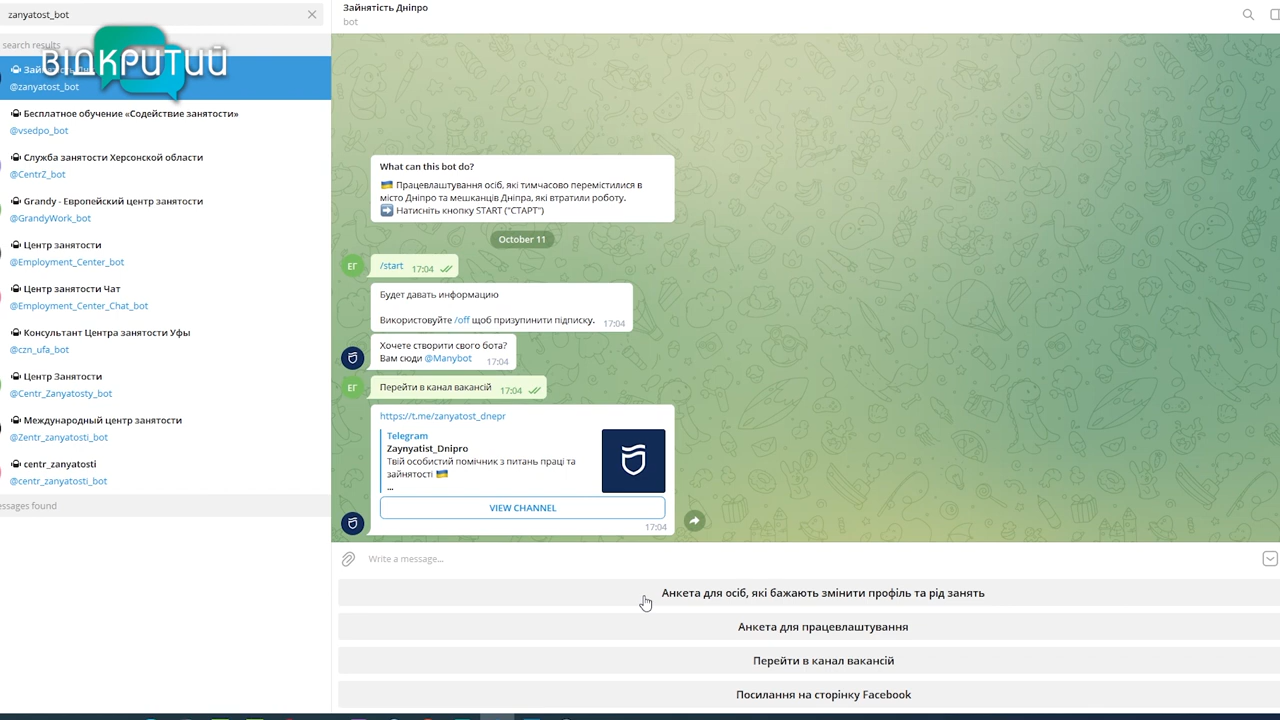 zanyatost_bot
search results
ВІДКРИТИЙ
@zanyatost_bot
Бесплатное обучение «Содействие занятости»
@vsedpo_bot
Служба занятости Херсонской области
@CentrZ_bot
Grandy - Европейский центр занятости
@GrandyWork_bot
Центр занятости
@Employment_Center_bot
Центр занятости Чат
@Employment_Center_Chat_bot
Консультант Центра занятости Уфы
@czn_ufa_bot
Центр Занятости
@Centr_Zanyatosty_bot
Международный центр занятости
@Zentr_zanyatosti_bot
centr_zanyatosti
@centr_zanyatosti_bot
essages found
Зайнятість Дніпро
bot
What can this bot do?
Працевлаштування осіб, які тимчасово перемістилися в
місто Дніпро та мешканців Дніпра, які втратили роботу.
Натисніть кнопку START ("СТАРТ")
October 11
ЕГ
/start 17:04
Будет давать информацию
Використовуйте /off щоб призупинити підписку. 17:04
Хочете створити свого бота?
Вам сюди @Manybot 17:04
ЕГ
Перейти в канал вакансій 17:04
https://t.me/zanyatost_dnepr
Telegram
Zaynyatist_Dnipro
Твій особистий помічник з питань праці та
зайнятості
...
VIEW CHANNEL
17:04
Write a message...
Анкета для осіб, які бажають змінити профіль та рід занять
Анкета для працевлаштування
Перейти в канал вакансій
Посилання на сторінку Facebook